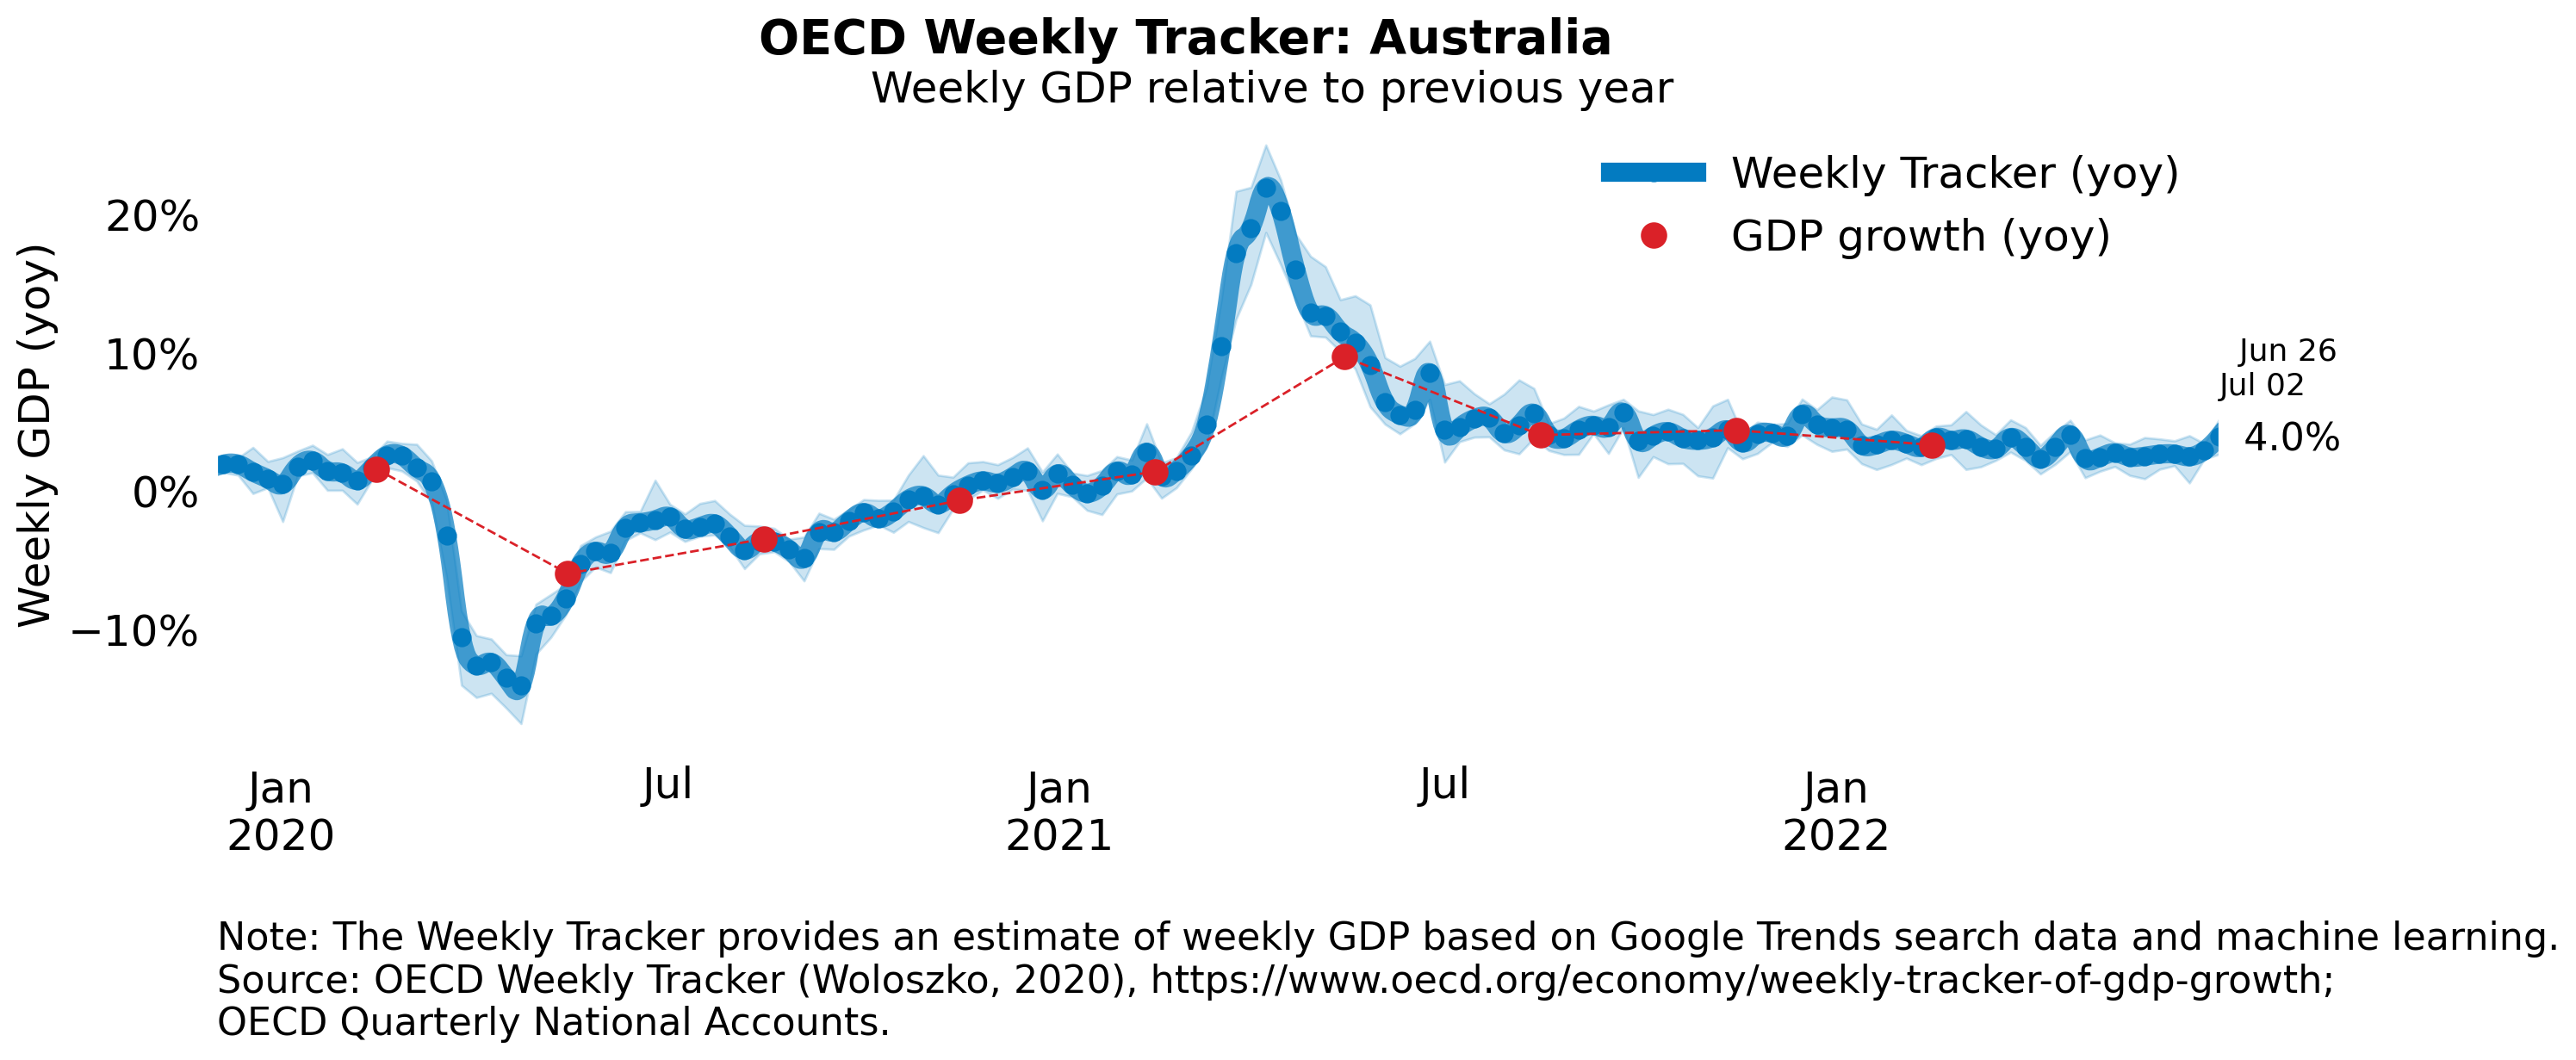 OECD Weekly Tracker: Australia
Weekly GDP relative to previous year
Weekly Tracker (yoy)
GDP growth (yoy)
Weekly GDP (yoy)
20%
10%
0%
−10%
Jun 26
Jul 02
4.0%
Jan
2020
Jul
Jan
2021
Jul
Jan
2022
Note: The Weekly Tracker provides an estimate of weekly GDP based on Google Trends search data and machine learning.
Source: OECD Weekly Tracker (Woloszko, 2020), https://www.oecd.org/economy/weekly-tracker-of-gdp-growth;
OECD Quarterly National Accounts.